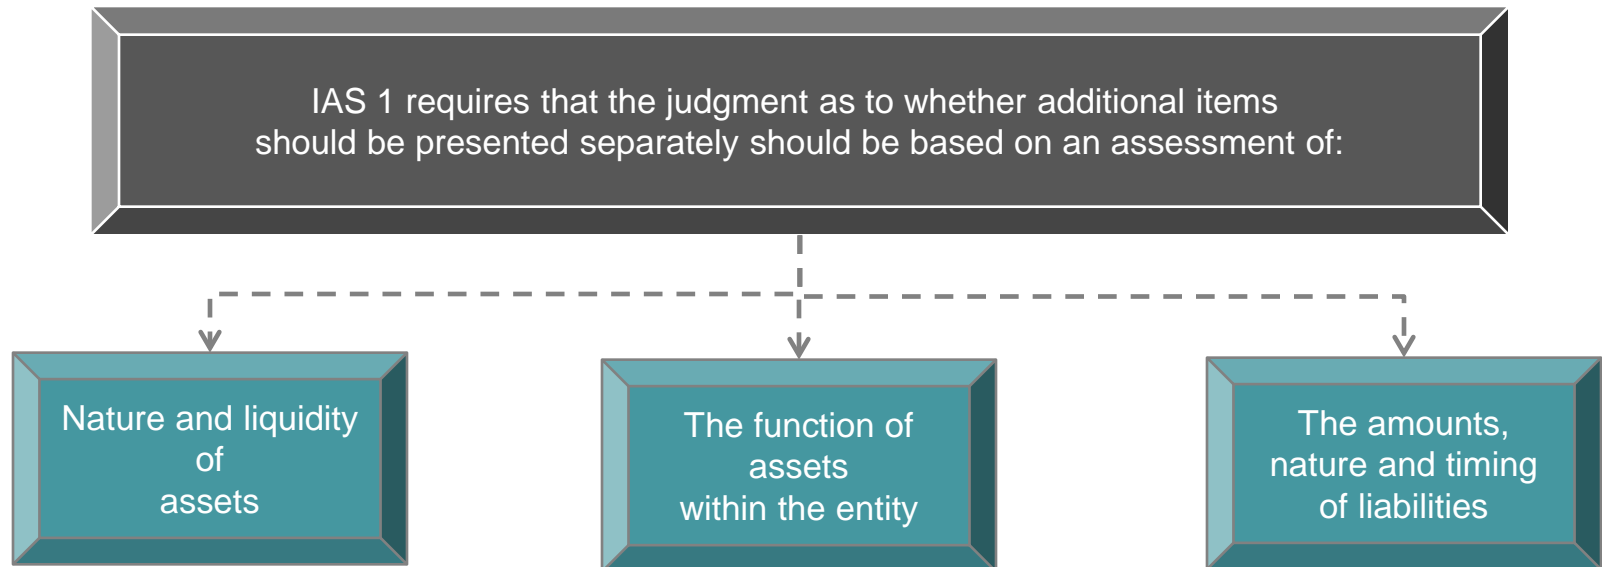 IAS 1 requires that the judgment as to whether additional items
should be presented separately should be based on an assessment of:
Nature and liquidity
of
assets
The function of
assets
within the entity
The amounts,
nature and timing
of liabilities